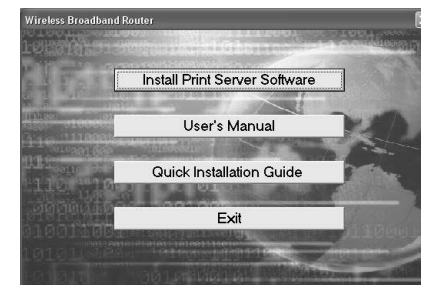 Wireless Broadband Router
Install Print Server Software
User's Manual
Quick Installation Guide
Exit